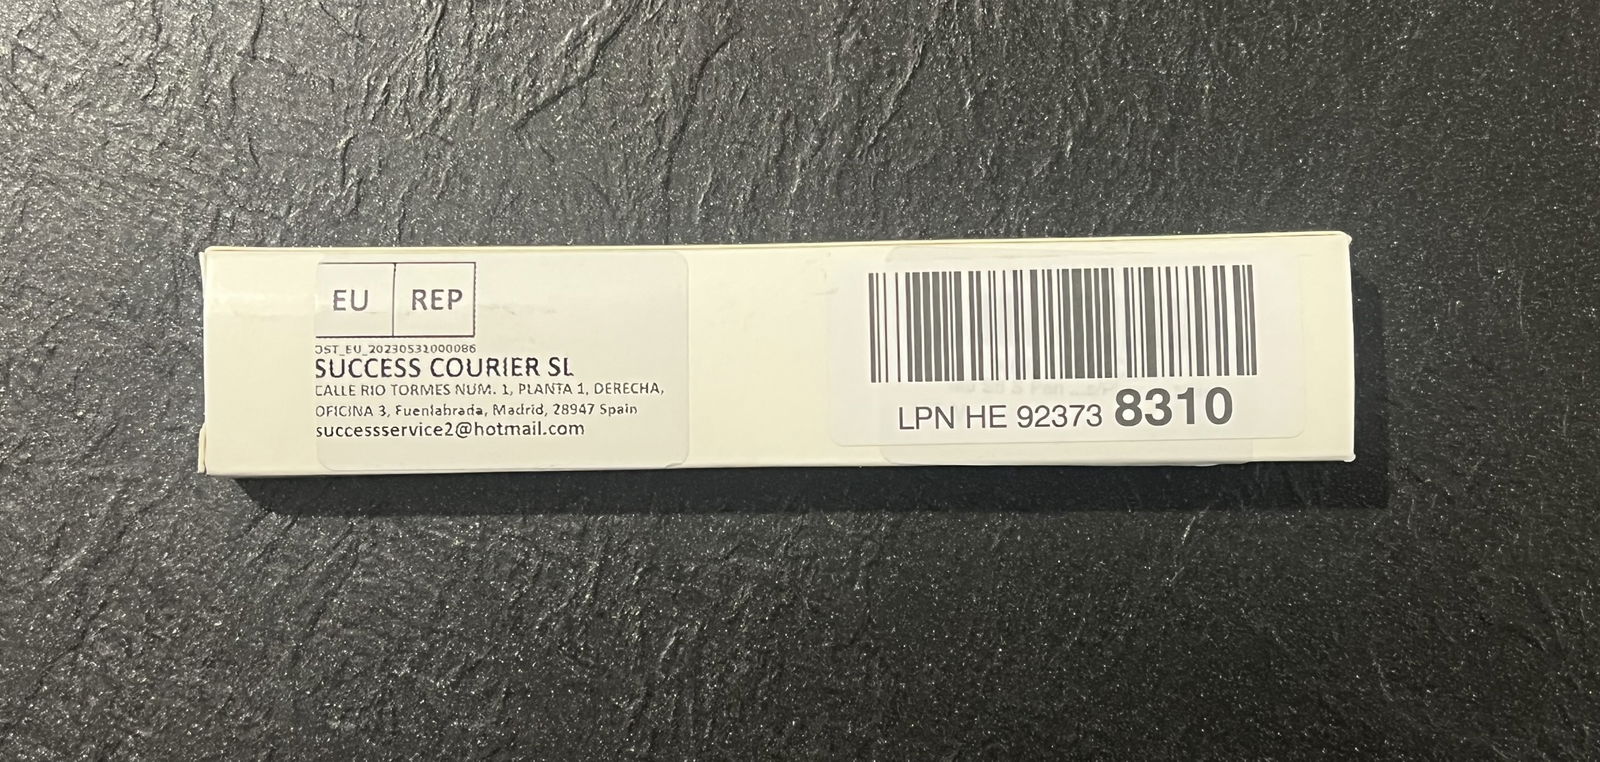 EU REP
OST_EU_20230531000086
SUCCESS COURIER SL
CALLE RIO TORMES NUM. 1, PLANTA 1, DERECHA,
OFICINA 3, Fuenlabrada, Madrid, 28947 Spain
successservice2@hotmail.com
LPN HE 92373 8310